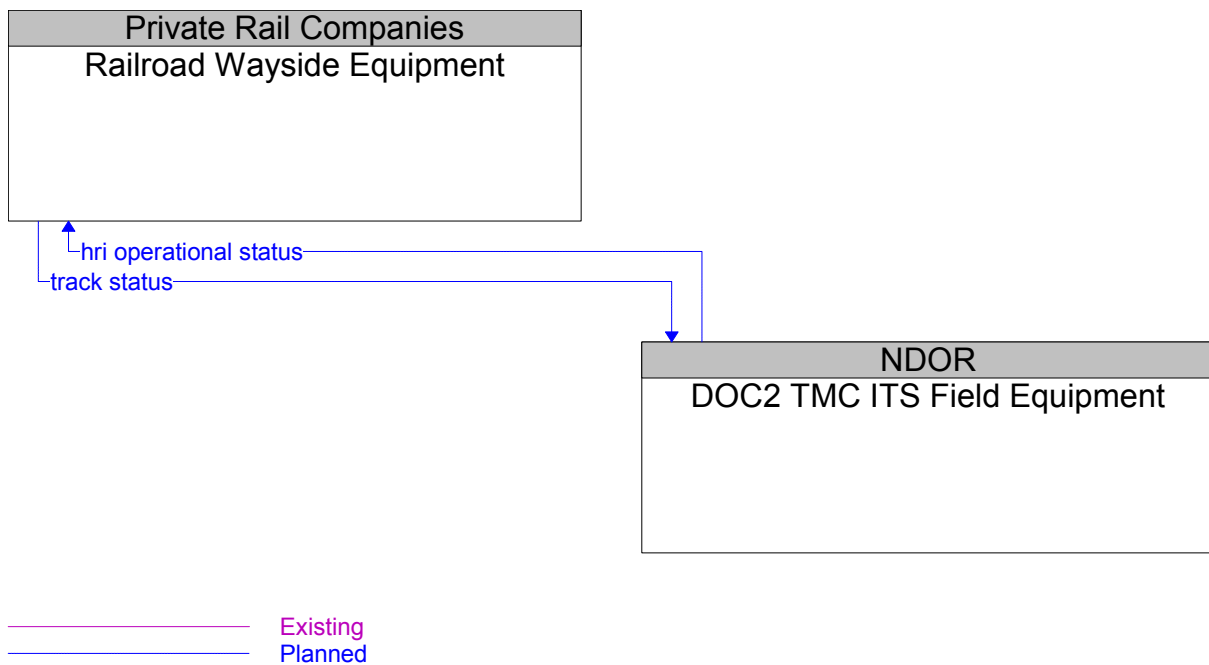 Private Rail Companies
Railroad Wayside Equipment
hri operational status
track status
NDOR
DOC2 TMC ITS Field Equipment
Existing
Planned